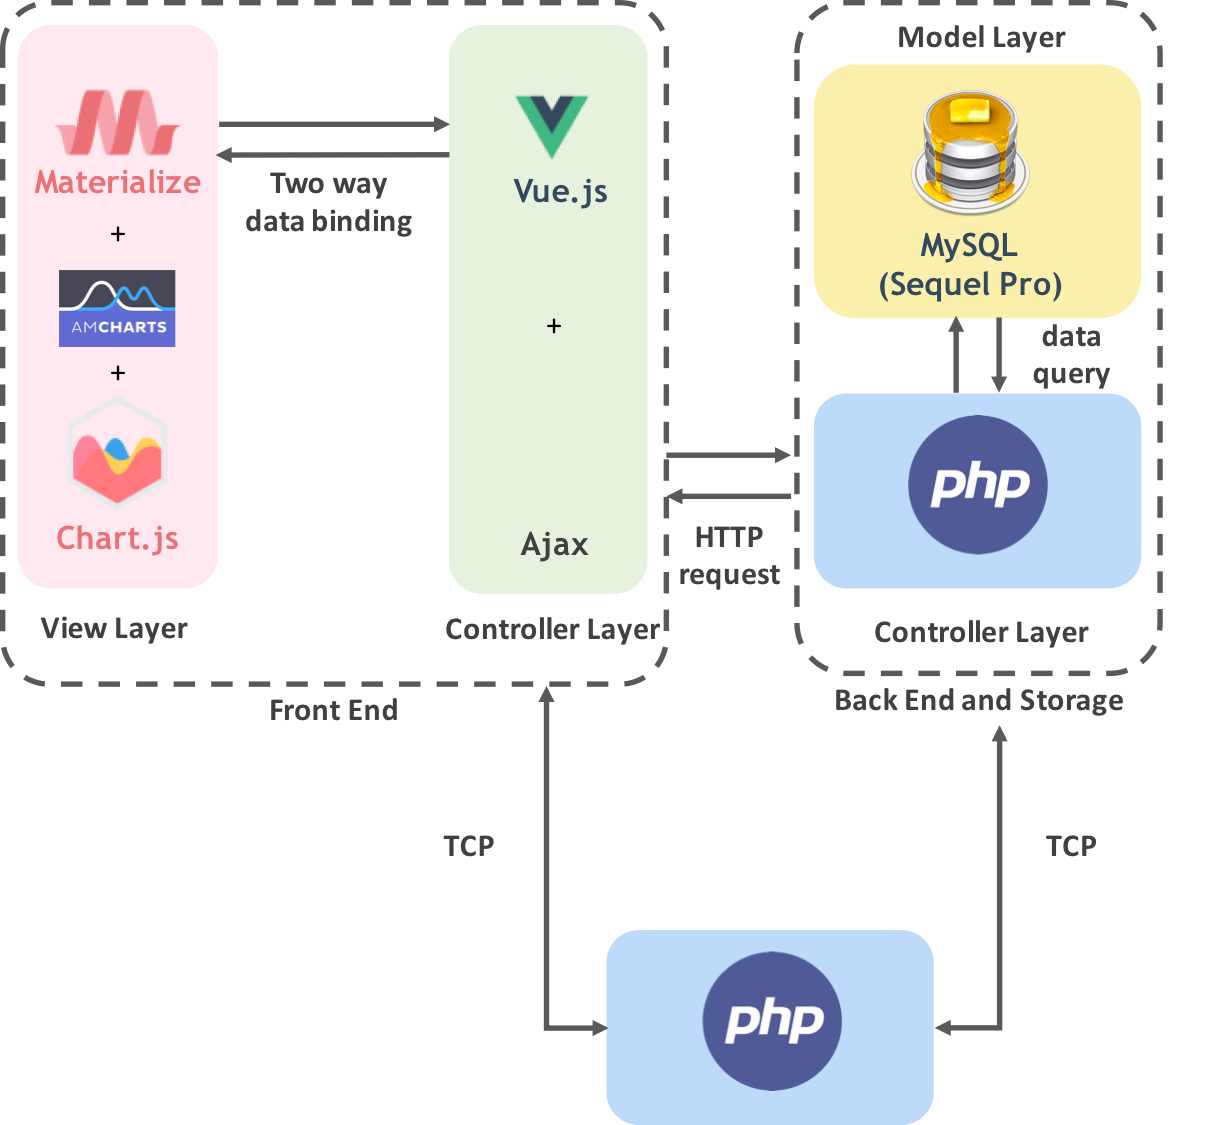 Materialize
+
AMCHARTS
+
Chart.js
View Layer
Two way
data binding
Vue.js
+
Ajax
Controller Layer
Front End
HTTP
request
Model Layer
MySQL
(Sequel Pro)
data
query
php
Controller Layer
Back End and Storage
TCP
TCP
php